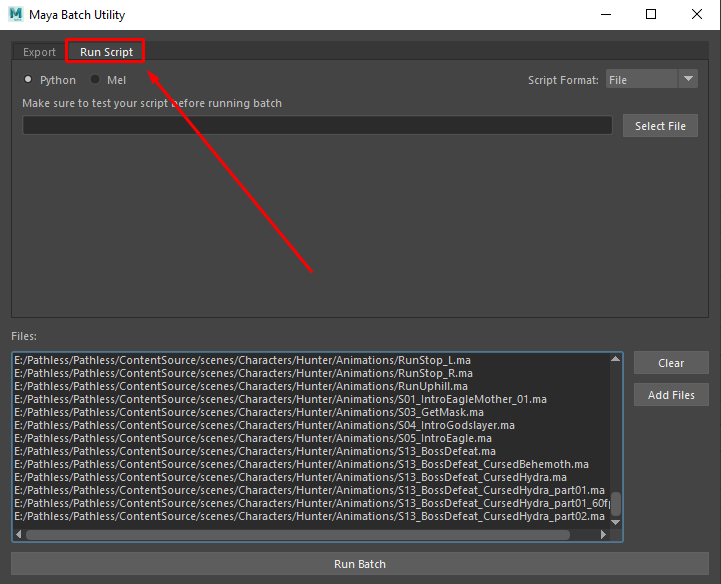 Maya Batch Utility
Export Run Script
Python Mel Script Format: File
Make sure to test your script before running batch
Select File
Files:
E:/Pathless/Pathless/ContentSource/scenes/Characters/Hunter/Animations/RunStop_L.ma
E:/Pathless/Pathless/ContentSource/scenes/Characters/Hunter/Animations/RunStop_R.ma
E:/Pathless/Pathless/ContentSource/scenes/Characters/Hunter/Animations/RunUphill.ma
E:/Pathless/Pathless/ContentSource/scenes/Characters/Hunter/Animations/S01_IntroEagleMother_01.ma
E:/Pathless/Pathless/ContentSource/scenes/Characters/Hunter/Animations/S03_GetMask.ma
E:/Pathless/Pathless/ContentSource/scenes/Characters/Hunter/Animations/S04_IntroGodslayer.ma
E:/Pathless/Pathless/ContentSource/scenes/Characters/Hunter/Animations/S05_IntroEagle.ma
E:/Pathless/Pathless/ContentSource/scenes/Characters/Hunter/Animations/S13_BossDefeat.ma
E:/Pathless/Pathless/ContentSource/scenes/Characters/Hunter/Animations/S13_BossDefeat_CursedBehemoth.ma
E:/Pathless/Pathless/ContentSource/scenes/Characters/Hunter/Animations/S13_BossDefeat_CursedHydra.ma
E:/Pathless/Pathless/ContentSource/scenes/Characters/Hunter/Animations/S13_BossDefeat_CursedHydra_part01.ma
E:/Pathless/Pathless/ContentSource/scenes/Characters/Hunter/Animations/S13_BossDefeat_CursedHydra_part01_60fp
E:/Pathless/Pathless/ContentSource/scenes/Characters/Hunter/Animations/S13_BossDefeat_CursedHydra_part02.ma
Clear
Add Files
Run Batch